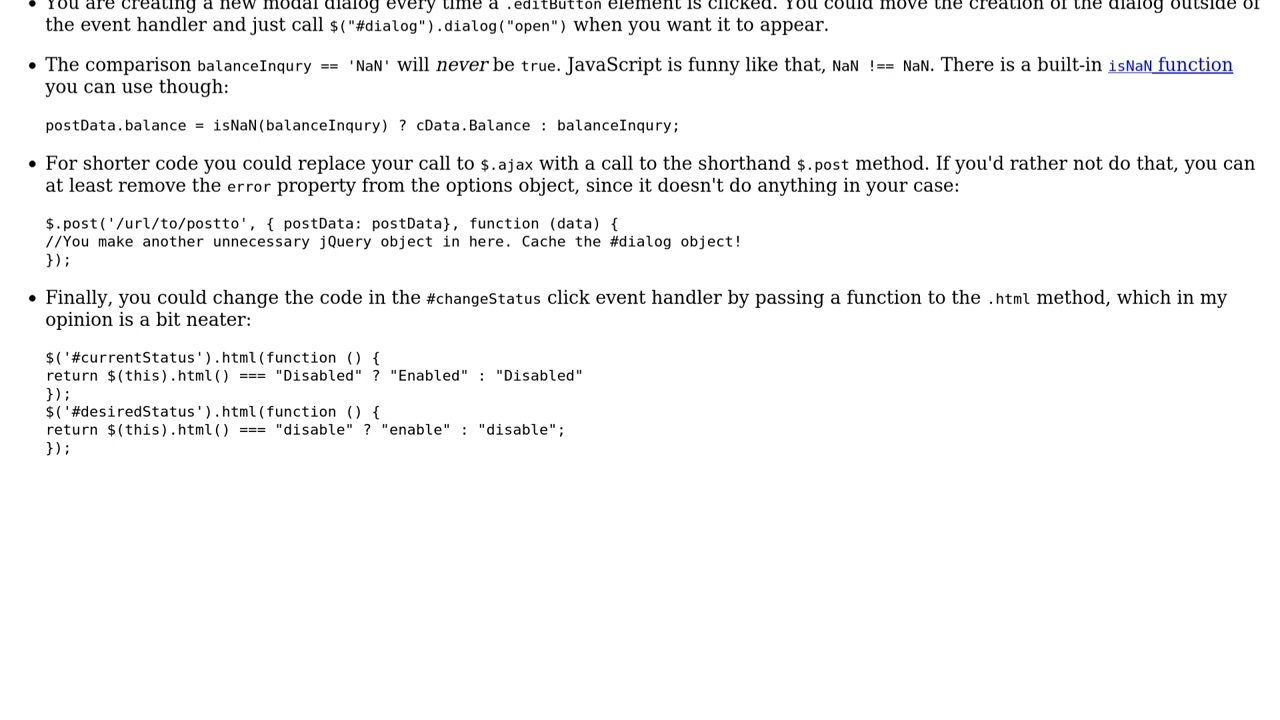 You are creating a new modal dialog every time a .editButton element is clicked. You could move the creation of the dialog outside of
the event handler and just call $("#dialog").dialog("open") when you want it to appear.
The comparison balanceInqury == 'NaN' will never be true. JavaScript is funny like that, NaN !== NaN. There is a built-in isNaN function
you can use though:
postData.balance = isNaN(balanceInqury) ? cData.Balance : balanceInqury;
For shorter code you could replace your call to $.ajax with a call to the shorthand $.post method. If you'd rather not do that, you can
at least remove the error property from the options object, since it doesn't do anything in your case:
$.post('/url/to/postto', { postData: postData}, function (data) {
//You make another unnecessary jQuery object in here. Cache the #dialog object!
});
Finally, you could change the code in the #changeStatus click event handler by passing a function to the .html method, which in my
opinion is a bit neater:
$('#currentStatus').html(function () {
return $(this).html() === "Disabled" ? "Enabled" : "Disabled"
});
$('#desiredStatus').html(function () {
return $(this).html() === "disable" ? "enable" : "disable";
});